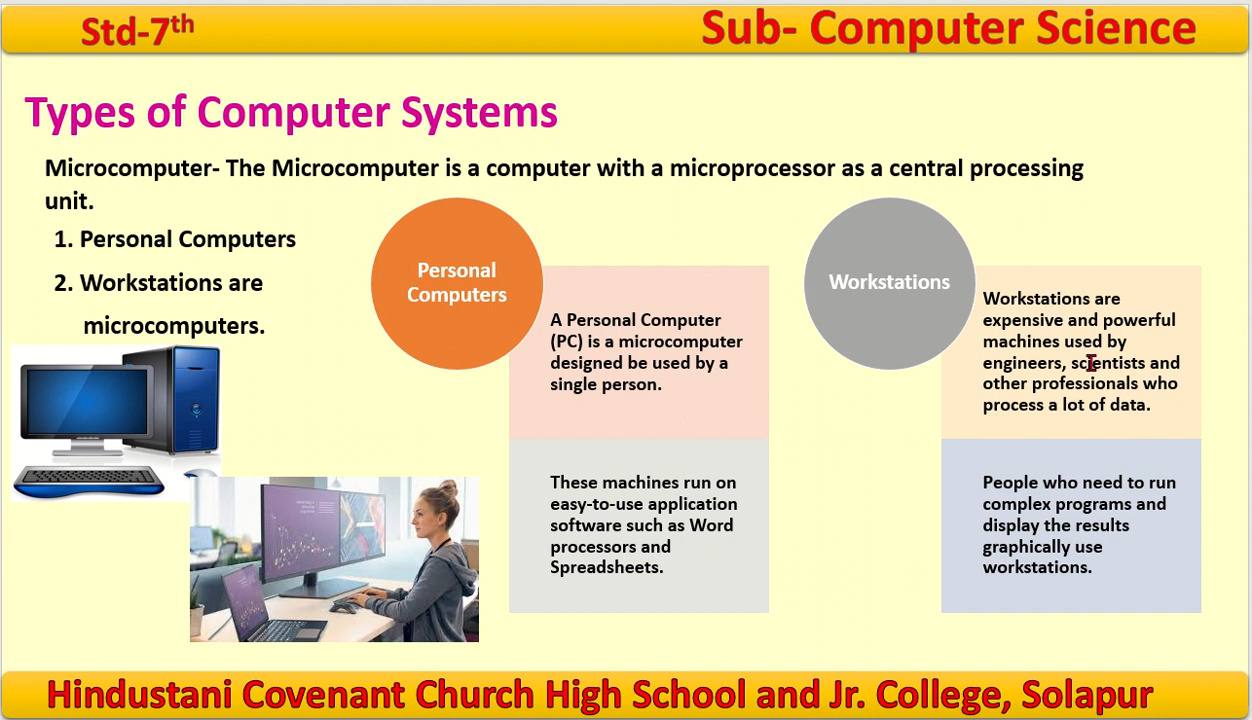 Std-7th
Sub- Computer Science
Types of Computer Systems
Microcomputer- The Microcomputer is a computer with a microprocessor as a central processing
unit.
1. Personal Computers
2. Workstations are
microcomputers.
Personal
Computers
A Personal Computer
(PC) is a microcomputer
designed be used by a
single person.
These machines run on
easy-to-use application
software such as Word
processors and
Spreadsheets.
Workstations
Workstations are
expensive and powerful
machines used by
engineers, scientists and
other professionals who
process a lot of data.
People who need to run
complex programs and
display the results
graphically use
workstations.
Hindustani Covenant Church High School and Jr. College, Solapur